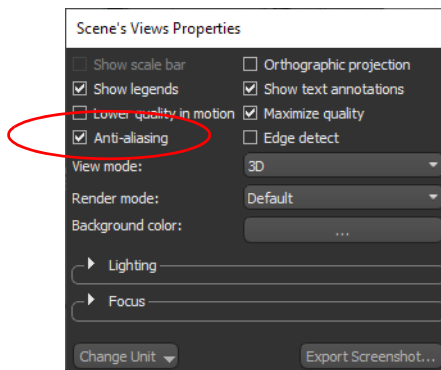 Scene's Views Properties
Show scale bar Orthographic projection
Show legends Show text annotations
Lower quality in motion Maximize quality
Anti-aliasing Edge detect
View mode: 3D
Render mode: Default
Background color: ...
Lighting
Focus
Change Unit Export Screenshot...